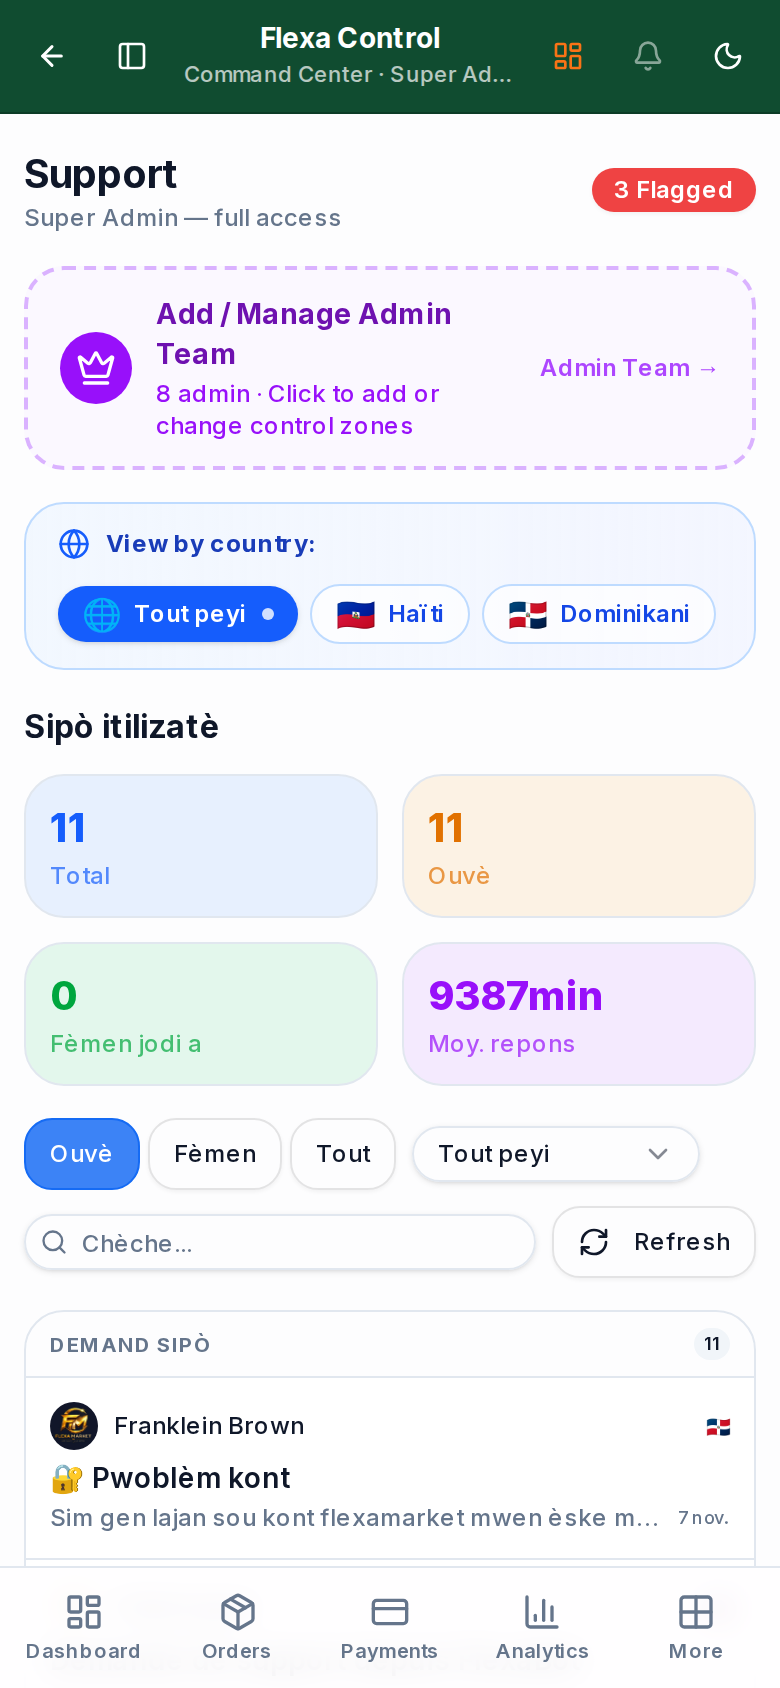 Flexa Control
Command Center · Super Ad...
Support
Super Admin — full access
3 Flagged
Add / Manage Admin
Team
8 admin · Click to add or
change control zones
Admin Team →
View by country:
Tout peyi
Haïti
Dominikani
Sipò itilizatè
11
Total
11
Ouvè
0
Fèmen jodi a
9387min
Moy. repons
Ouvè
Fèmen
Tout
Tout peyi
Chèche...
Refresh
DEMAND SIPÒ
11
Franklein Brown
🔐 Pwoblèm kont
Sim gen lajan sou kont flexamarket mwen èske m...
7 nov.
Dashboard
Orders
Payments
Analytics
More